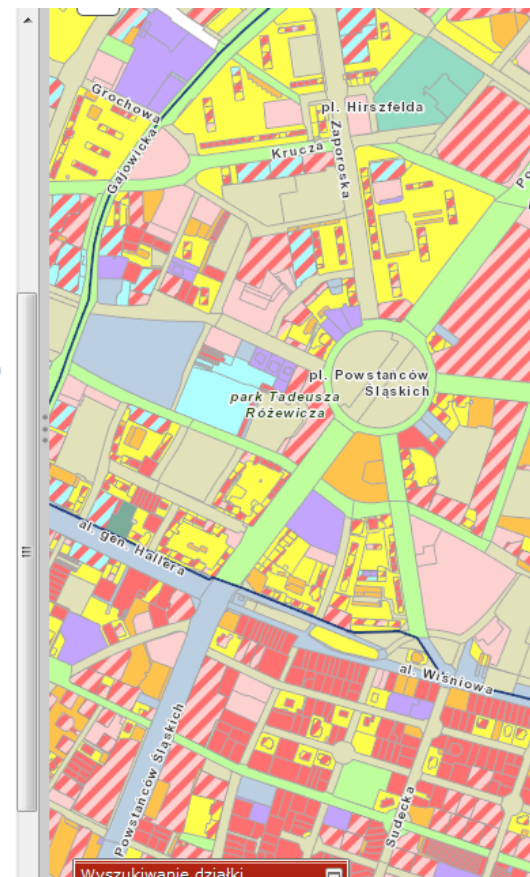 Grochowa
pl. Hirszfelda
Gajowicka
Krucza
Zaporoska
pl. Powstańców
Śląskich
park Tadeusza
Różewicza
al. gen. Hallera
al. Wiśniowa
Powstańców Śląskich
Sudecka
Wyszukiwanie działki